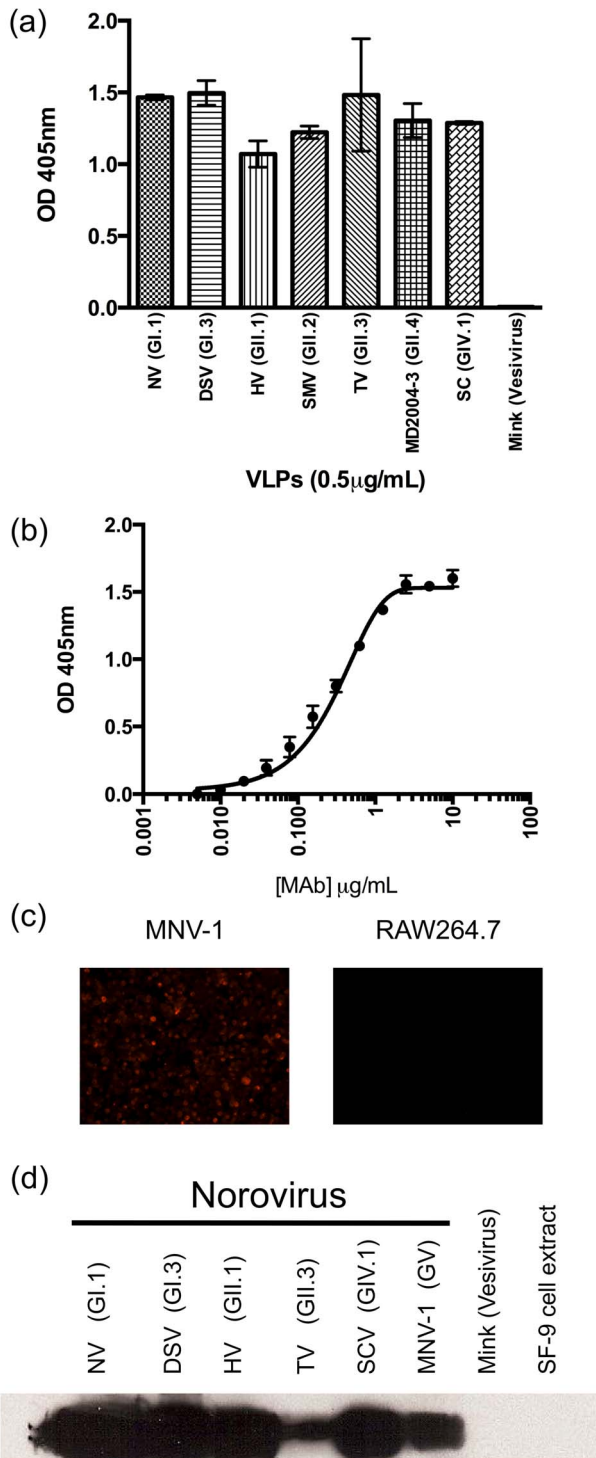 (a)
2.0
1.5
1.0
0.5
0.0
OD 405nm
NV (GI.1)
DSV (GI.3)
HV (GII.1)
SMV (GII.2)
TV (GII.3)
MD2004-3 (GII.4)
SC (GIV.1)
Mink (Vesivirus)
VLPs (0.5μg/mL)
(b)
2.0
1.5
1.0
0.5
0.0
OD 405nm
0.001
0.010
0.100
1
10
100
[MAb] μg/mL
(c)
MNV-1
RAW264.7
(d)
Norovirus
NV (GI.1)
DSV (GI.3)
HV (GII.1)
TV (GII.3)
SCV (GIV.1)
MNV-1 (GV)
Mink (Vesivirus)
SF-9 cell extract